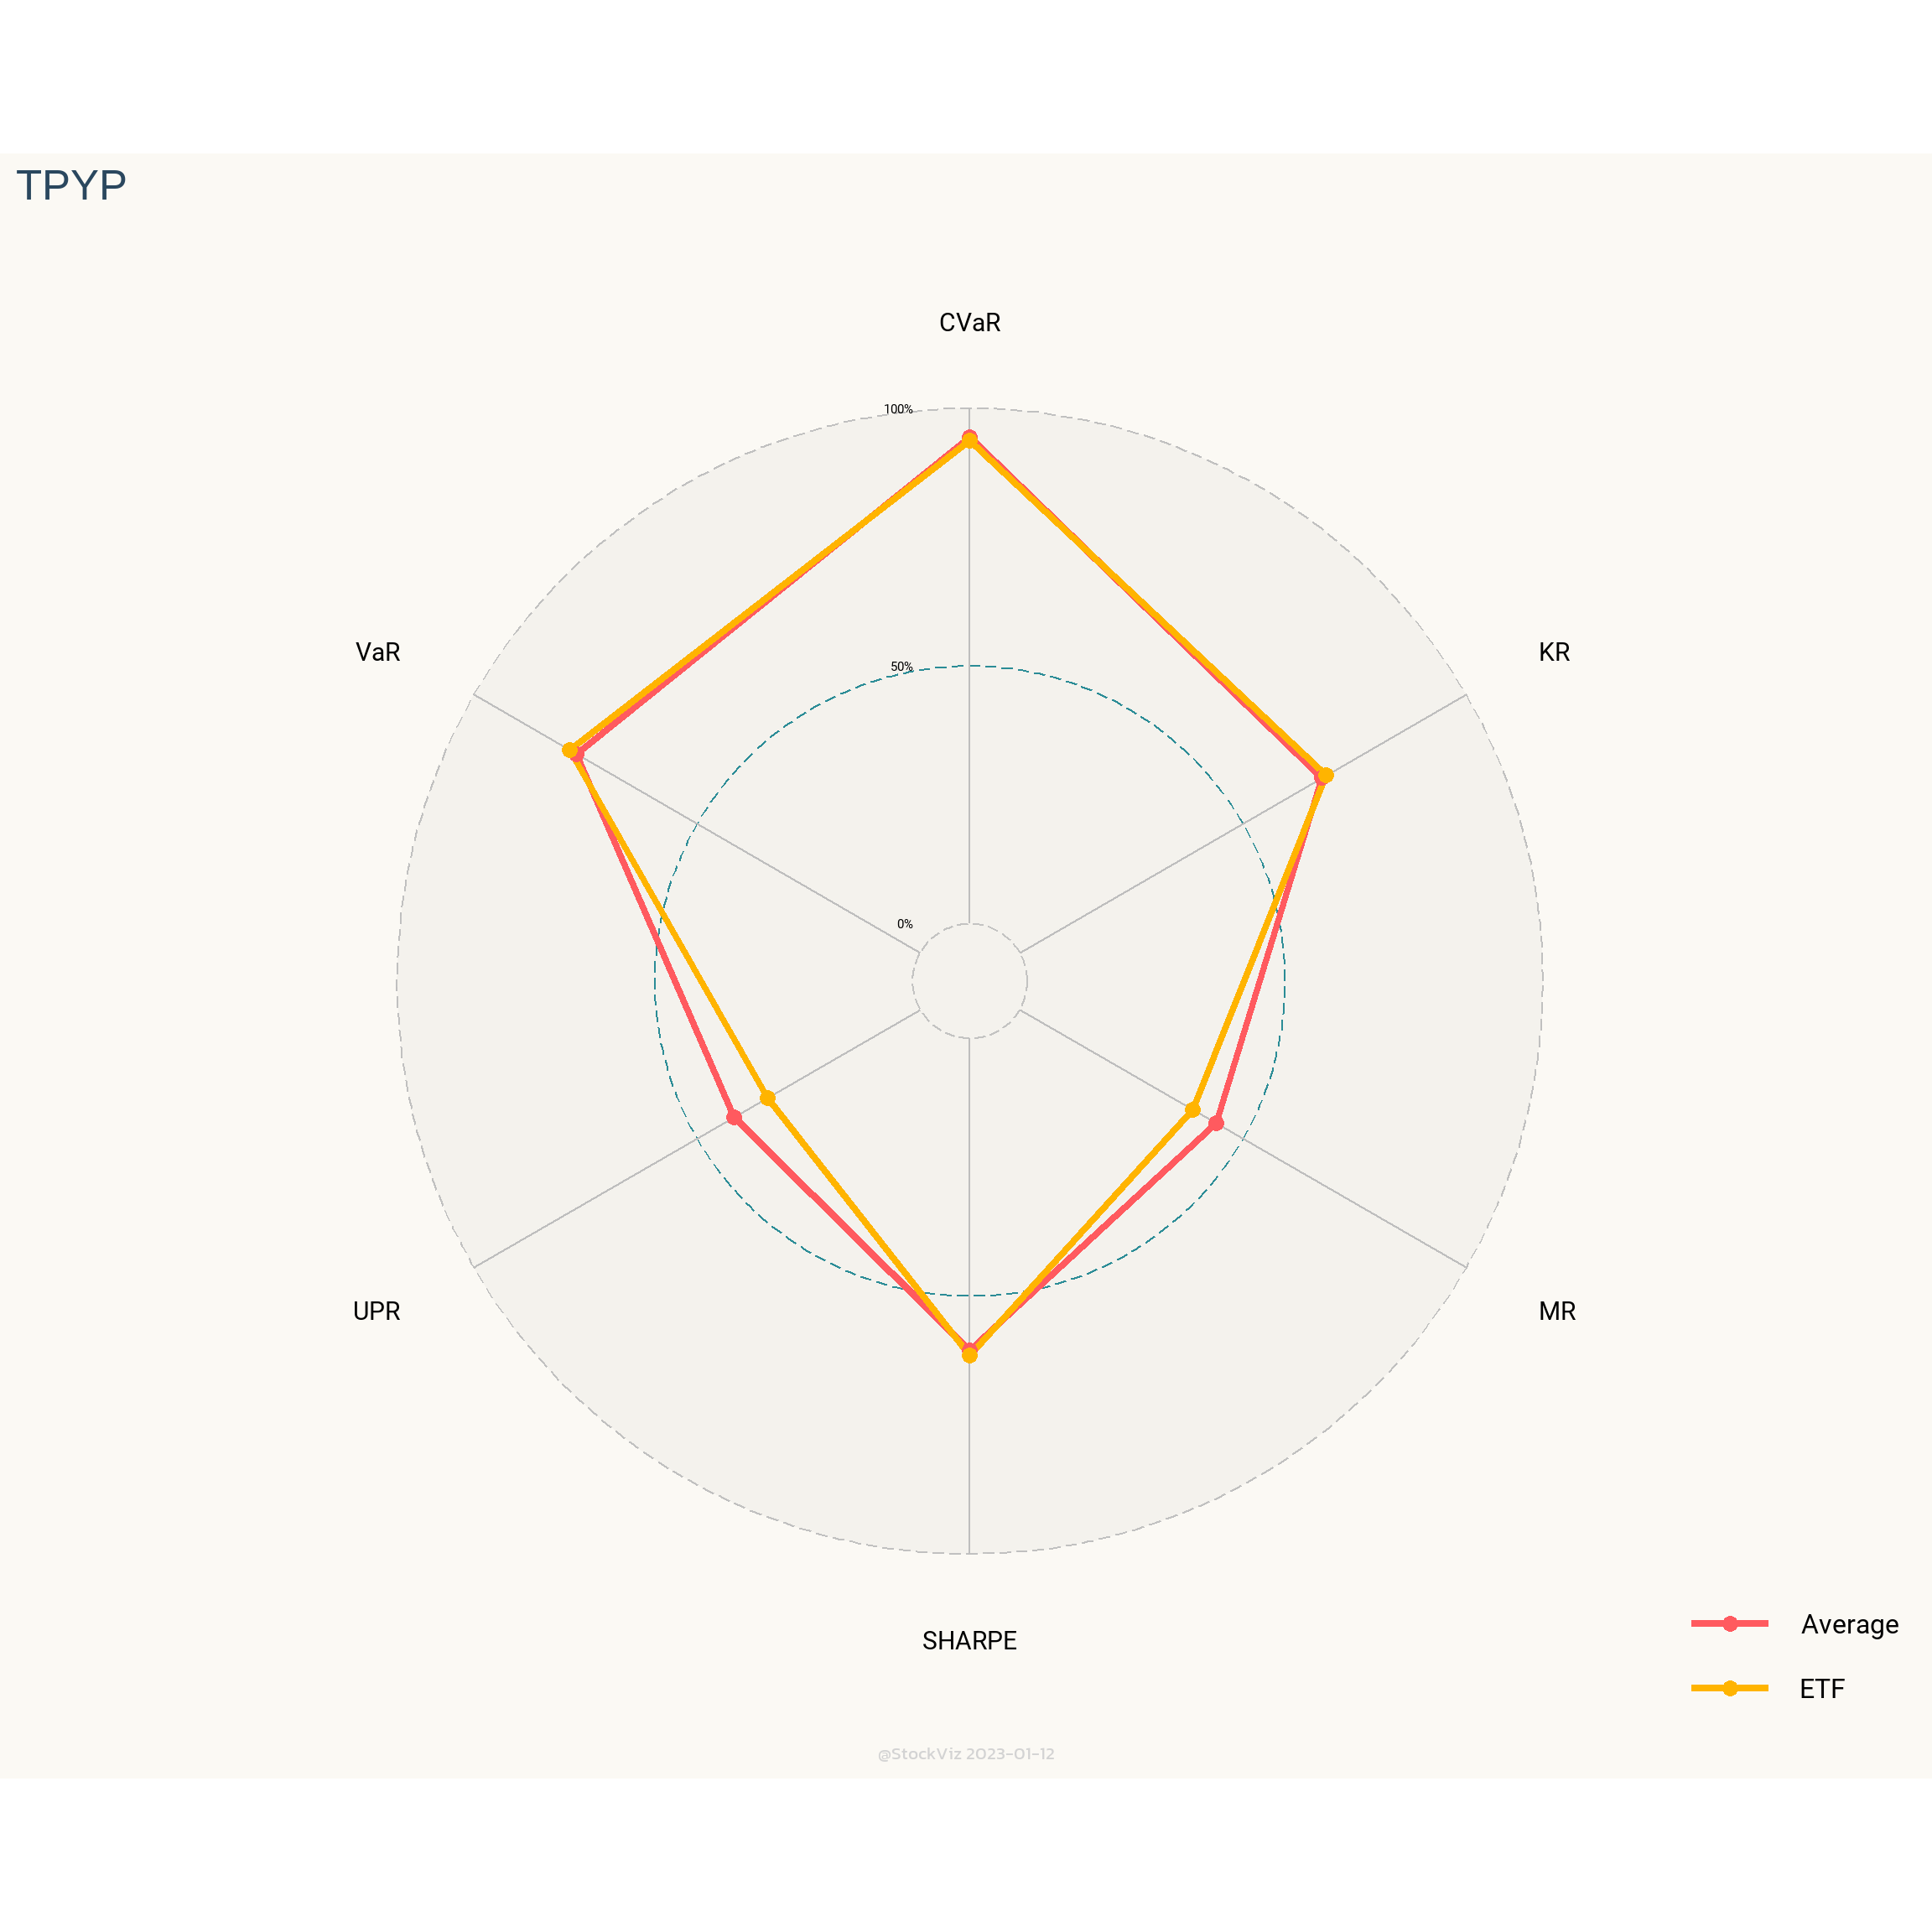 TPYP
CVaR
100%
VaR
KR
50%
0%
UPR
MR
SHARPE
Average
ETF
@StockViz 2023-01-12